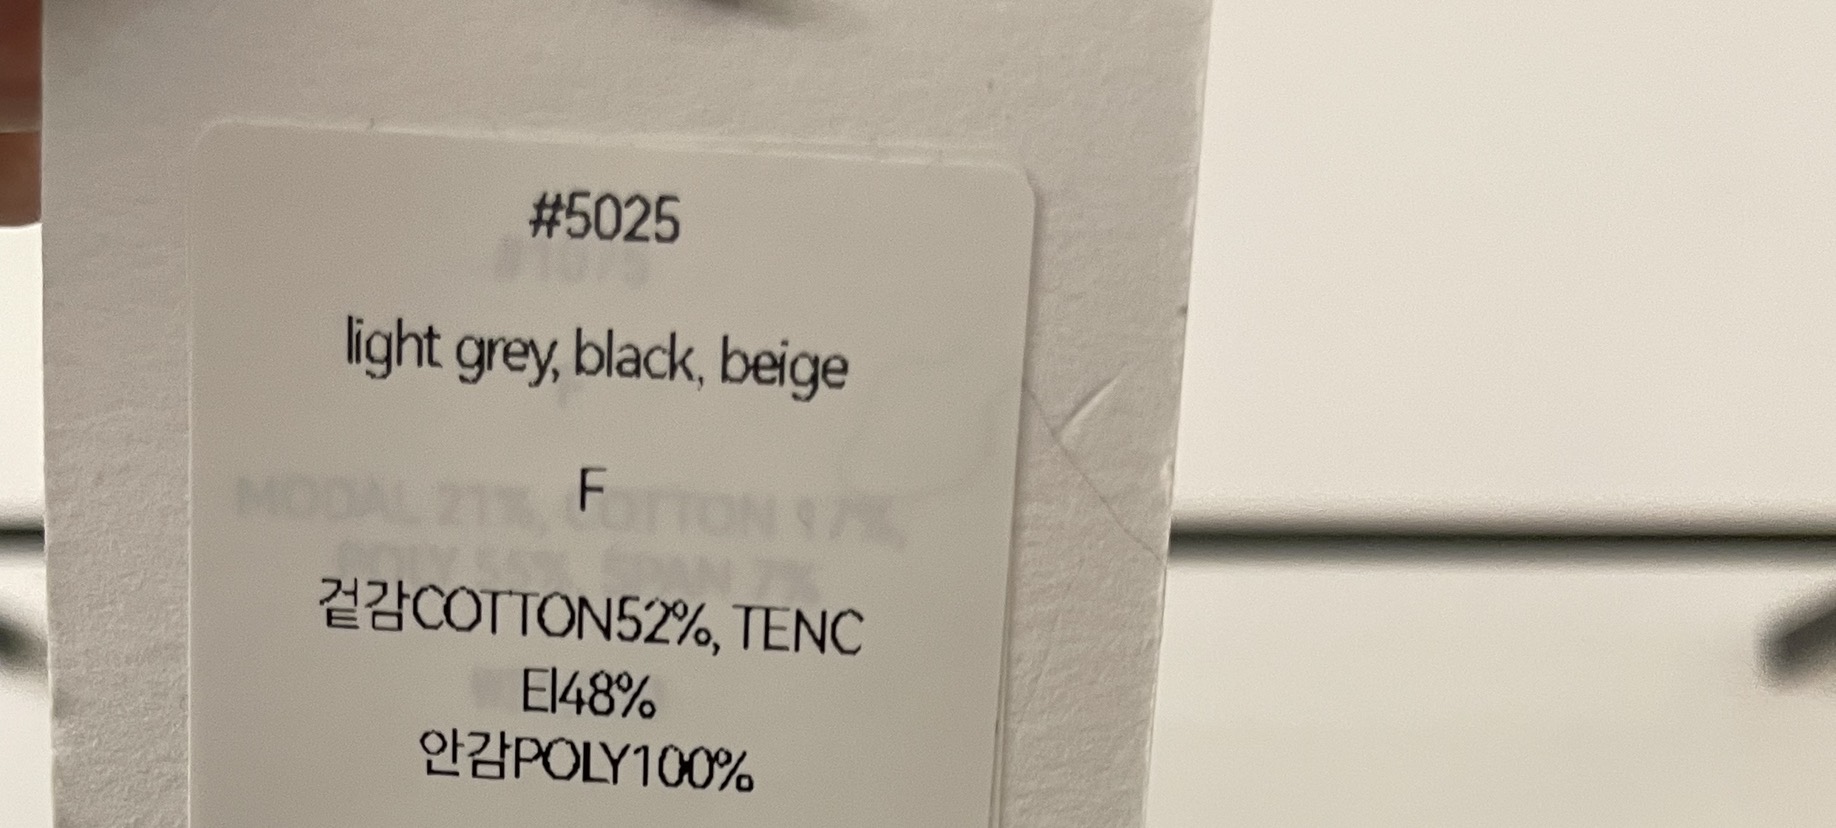 #5025
light grey, black, beige
F
겉감COTTON52%, TENC
El48%
안감POLY100%